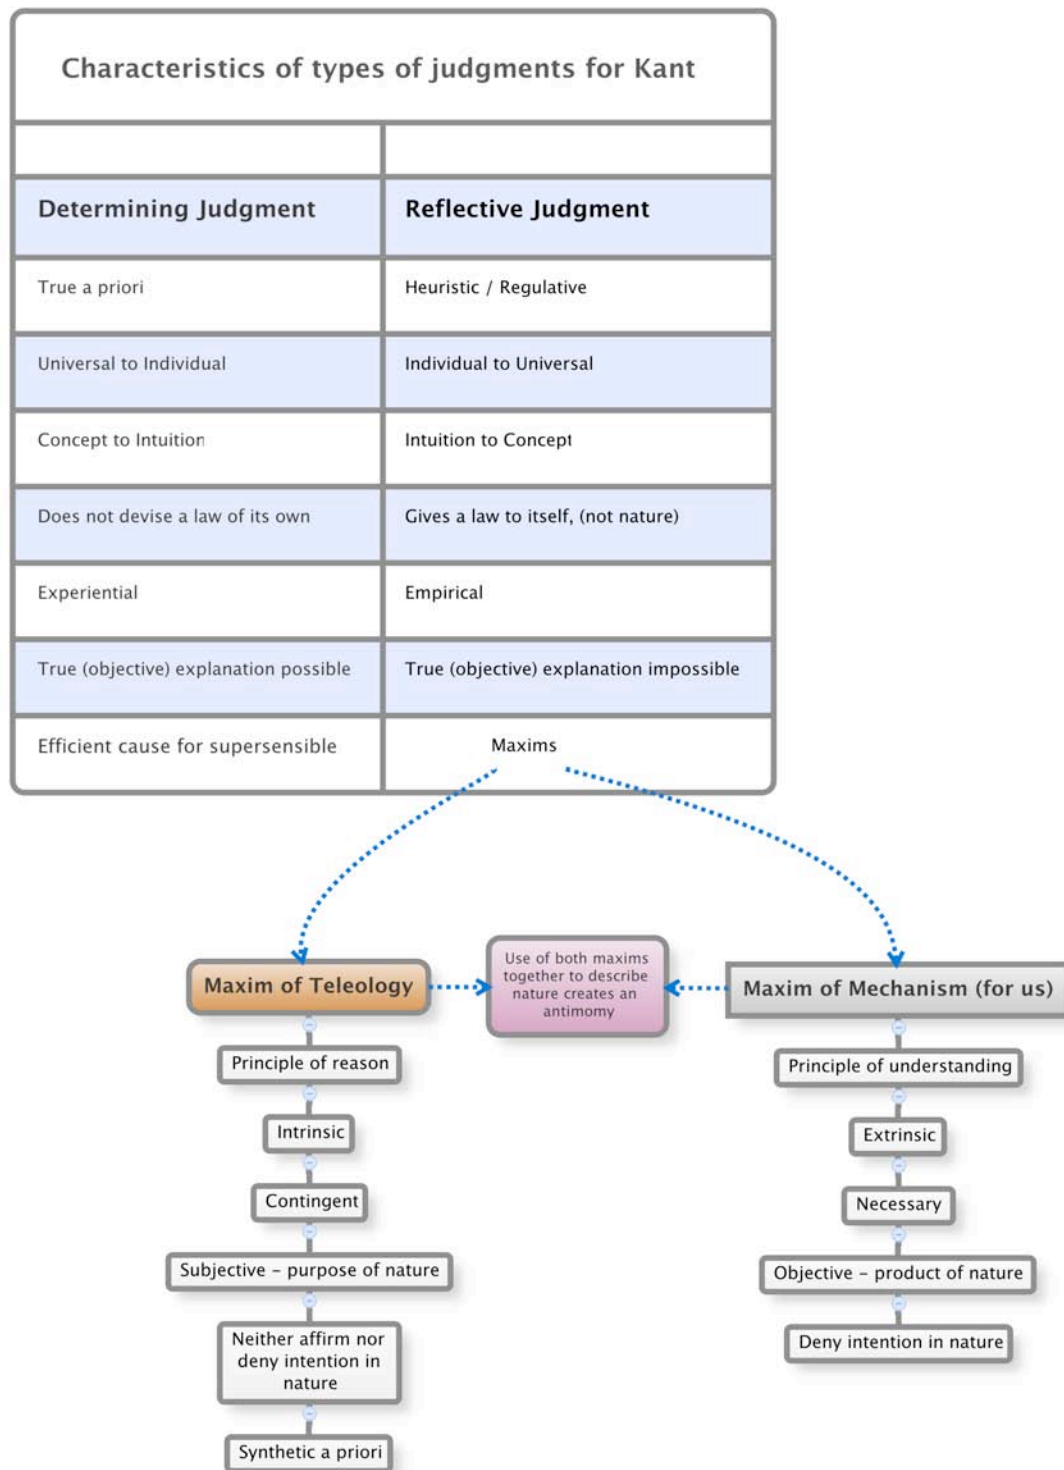 Characteristics of types of judgments for Kant
Determining Judgment
Reflective Judgment
True a priori
Heuristic / Regulative
Universal to Individual
Individual to Universal
Concept to Intuition
Intuition to Concept
Does not devise a law of its own
Gives a law to itself, (not nature)
Experiential
Empirical
True (objective) explanation possible
True (objective) explanation impossible
Efficient cause for supersensible
Maxims
Maxim of Teleology
Use of both maxims
together to describe
nature creates an
antimomy
Maxim of Mechanism (for us)
Principle of reason
Intrinsic
Contingent
Subjective – purpose of nature
Neither affirm nor
deny intention in
nature
Synthetic a priori
Principle of understanding
Extrinsic
Necessary
Objective – product of nature
Deny intention in nature